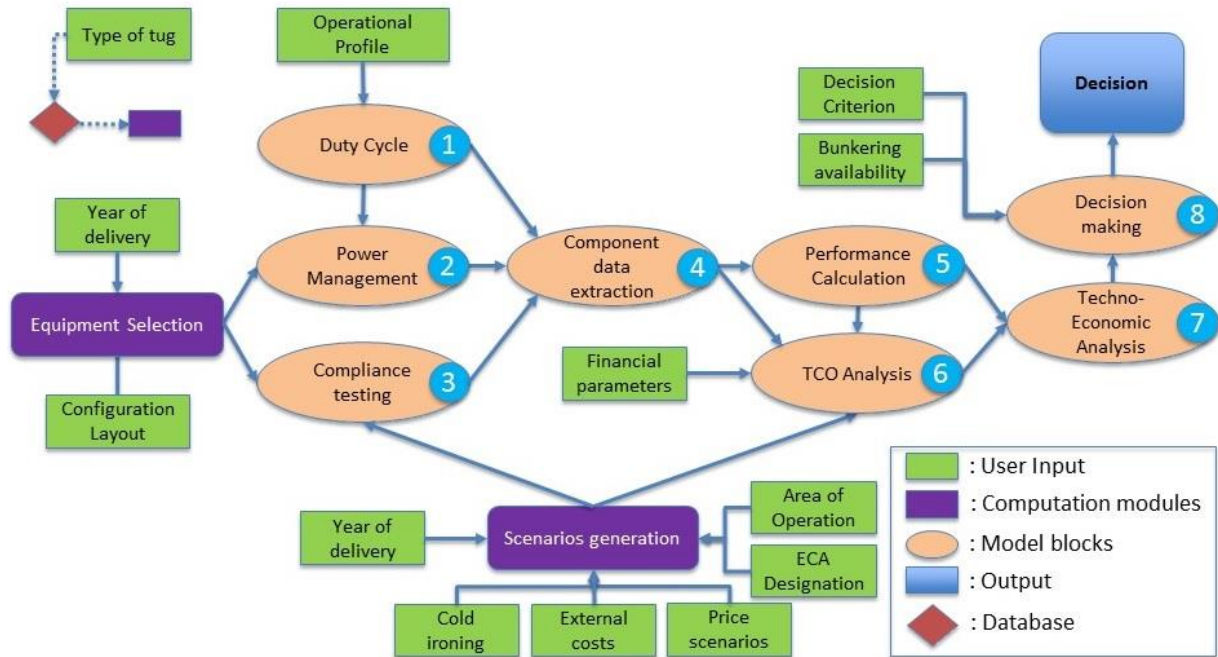 Type of tug
Operational
Profile
Duty Cycle
1
Year of
delivery
Power
Management
2
Equipment Selection
Compliance
testing
3
Configuration
Layout
Component
data
extraction
4
Performance
Calculation
5
Financial
parameters
TCO Analysis
6
Decision
Criterion
Bunkering
availability
Decision
Decision
making
8
Techno-
Economic
Analysis
7
Year of
delivery
Scenarios generation
Area of
Operation
ECA
Designation
Cold
ironing
External
costs
Price
scenarios
: User Input
: Computation modules
: Model blocks
: Output
: Database